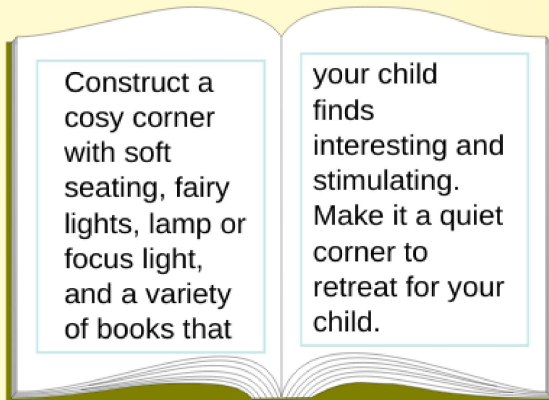 Construct a
cosy corner
with soft
seating, fairy
lights, lamp or
focus light,
and a variety
of books that
your child
finds
interesting and
stimulating.
Make it a quiet
corner to
retreat for your
child.